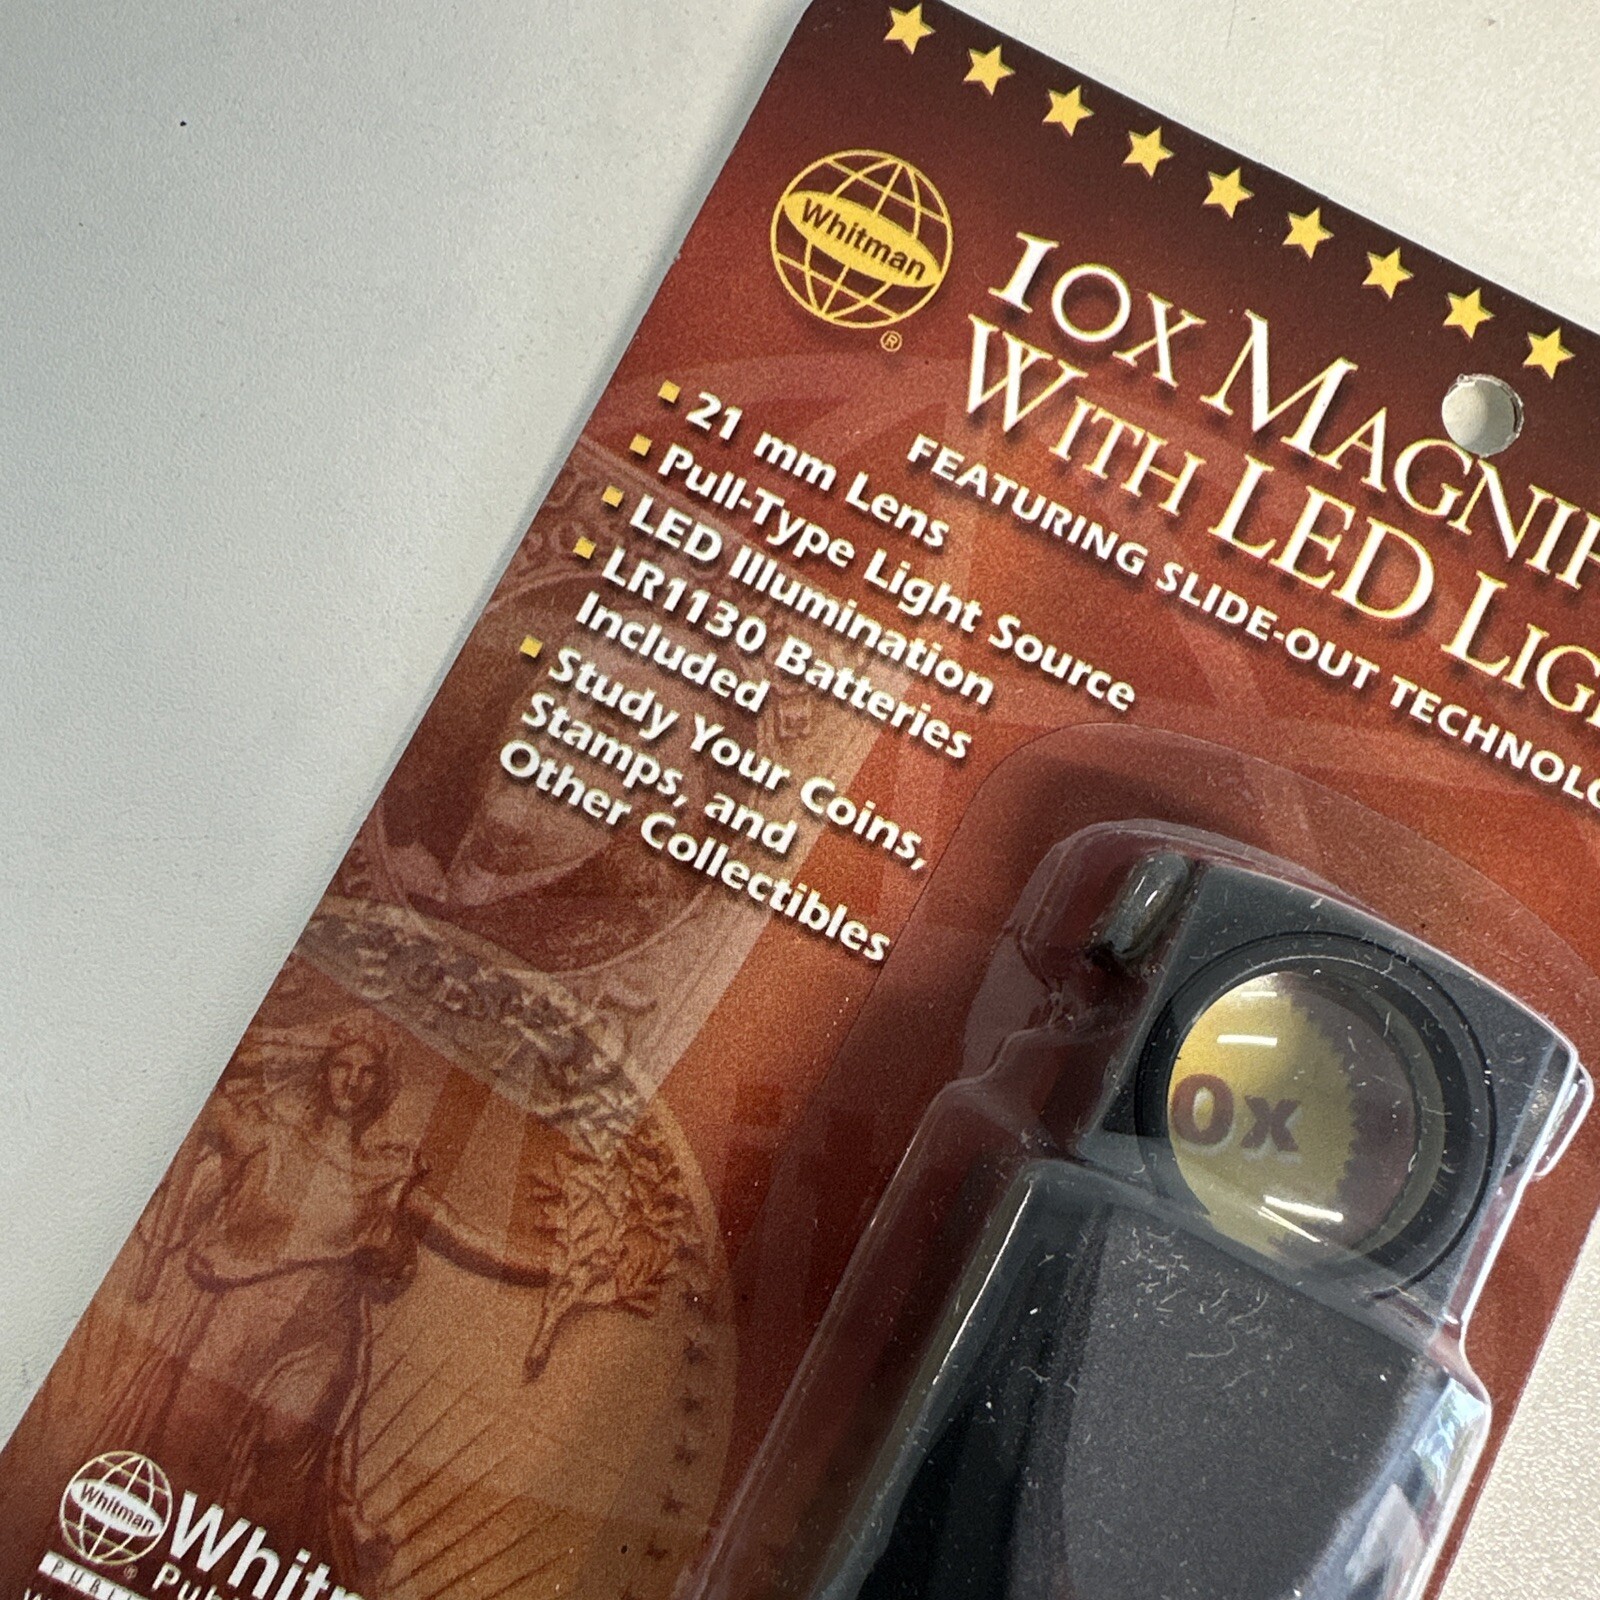 Whitman
®
10X MAGNIF
WITH LED LIG
FEATURING SLIDE-OUT TECHNOLO
21 mm Lens
Pull-Type Light Source
LED Illumination
LR1130 Batteries
Included
Study Your Coins,
Stamps, and
Other Collectibles
0x
Whitman
®
Whit